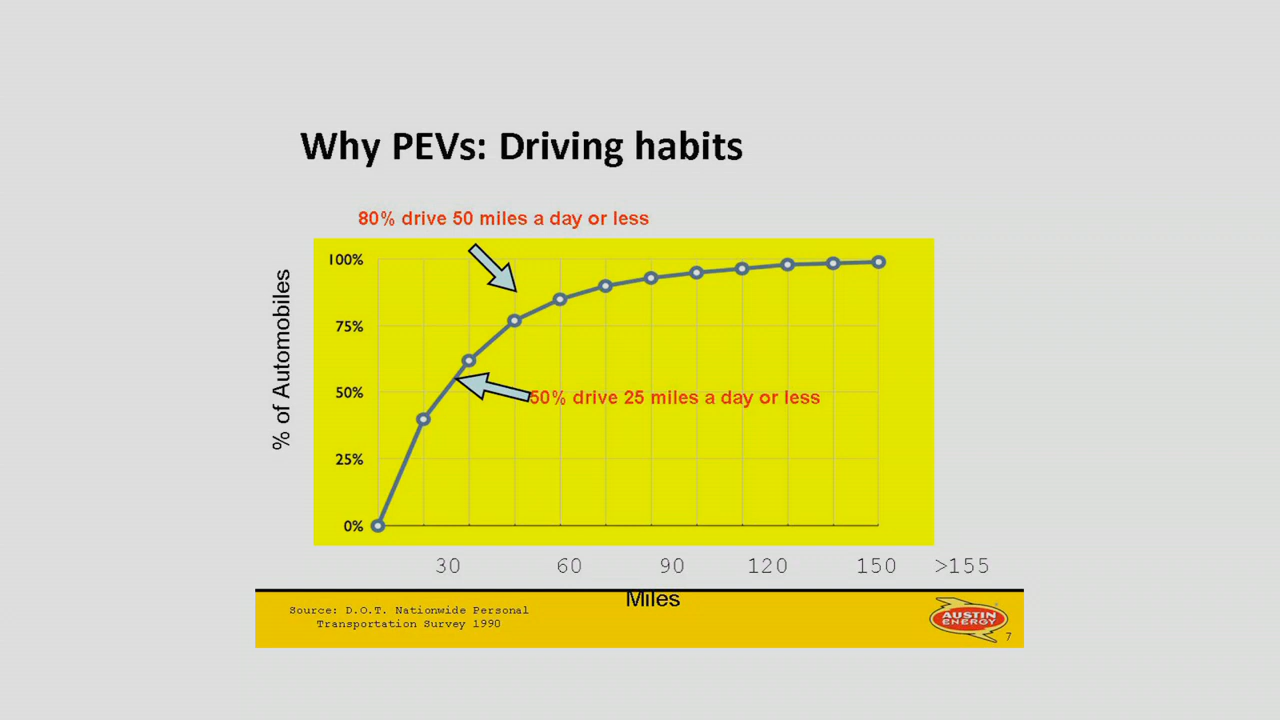 Why PEVs: Driving habits
80% drive 50 miles a day or less
100%
75%
50%
25%
0%
% of Automobiles
50% drive 25 miles a day or less
30 60 90 120 150 >155
Miles
Source: D.O.T. Nationwide Personal
Transportation Survey 1990
AUSTIN
ENERGY
7